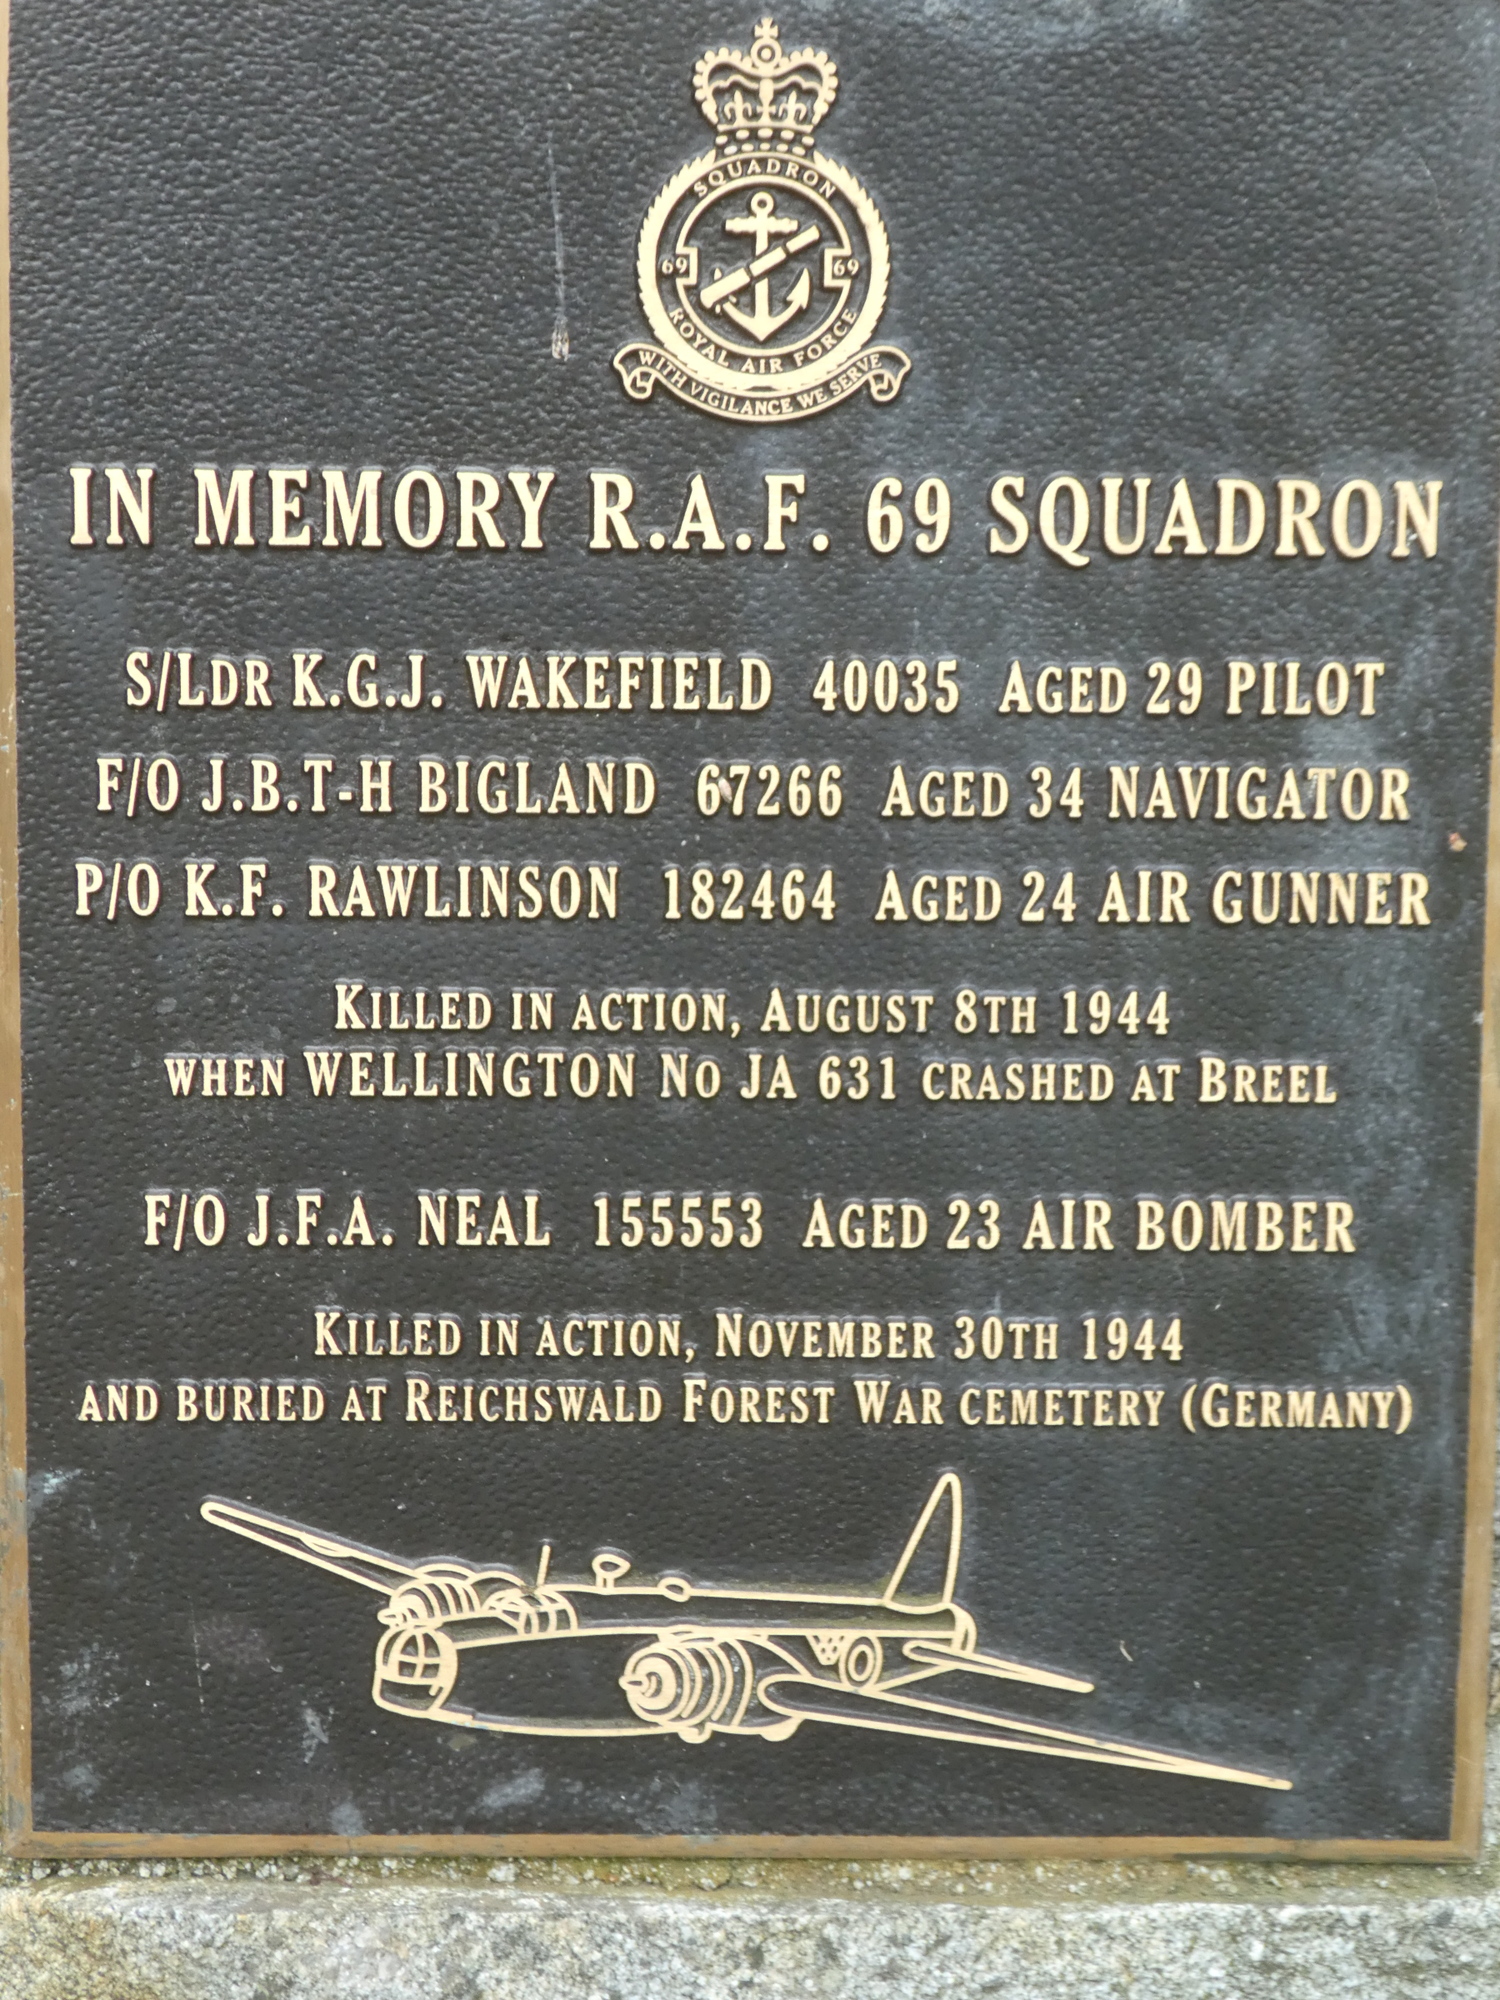 SQUADRON
69 69
ROYAL AIR FORCE
WITH VIGILANCE WE SERVE
IN MEMORY R.A.F. 69 SQUADRON
S/LDR K.G.J. WAKEFIELD 40035 AGED 29 PILOT
F/O J.B.T-H BIGLAND 67266 AGED 34 NAVIGATOR
P/O K.F. RAWLINSON 182464 AGED 24 AIR GUNNER
KILLED IN ACTION, AUGUST 8TH 1944
WHEN WELLINGTON NO JA 631 CRASHED AT BREEL
F/O J.F.A. NEAL 155553 AGED 23 AIR BOMBER
KILLED IN ACTION, NOVEMBER 30TH 1944
AND BURIED AT REICHSWALD FOREST WAR CEMETERY (GERMANY)